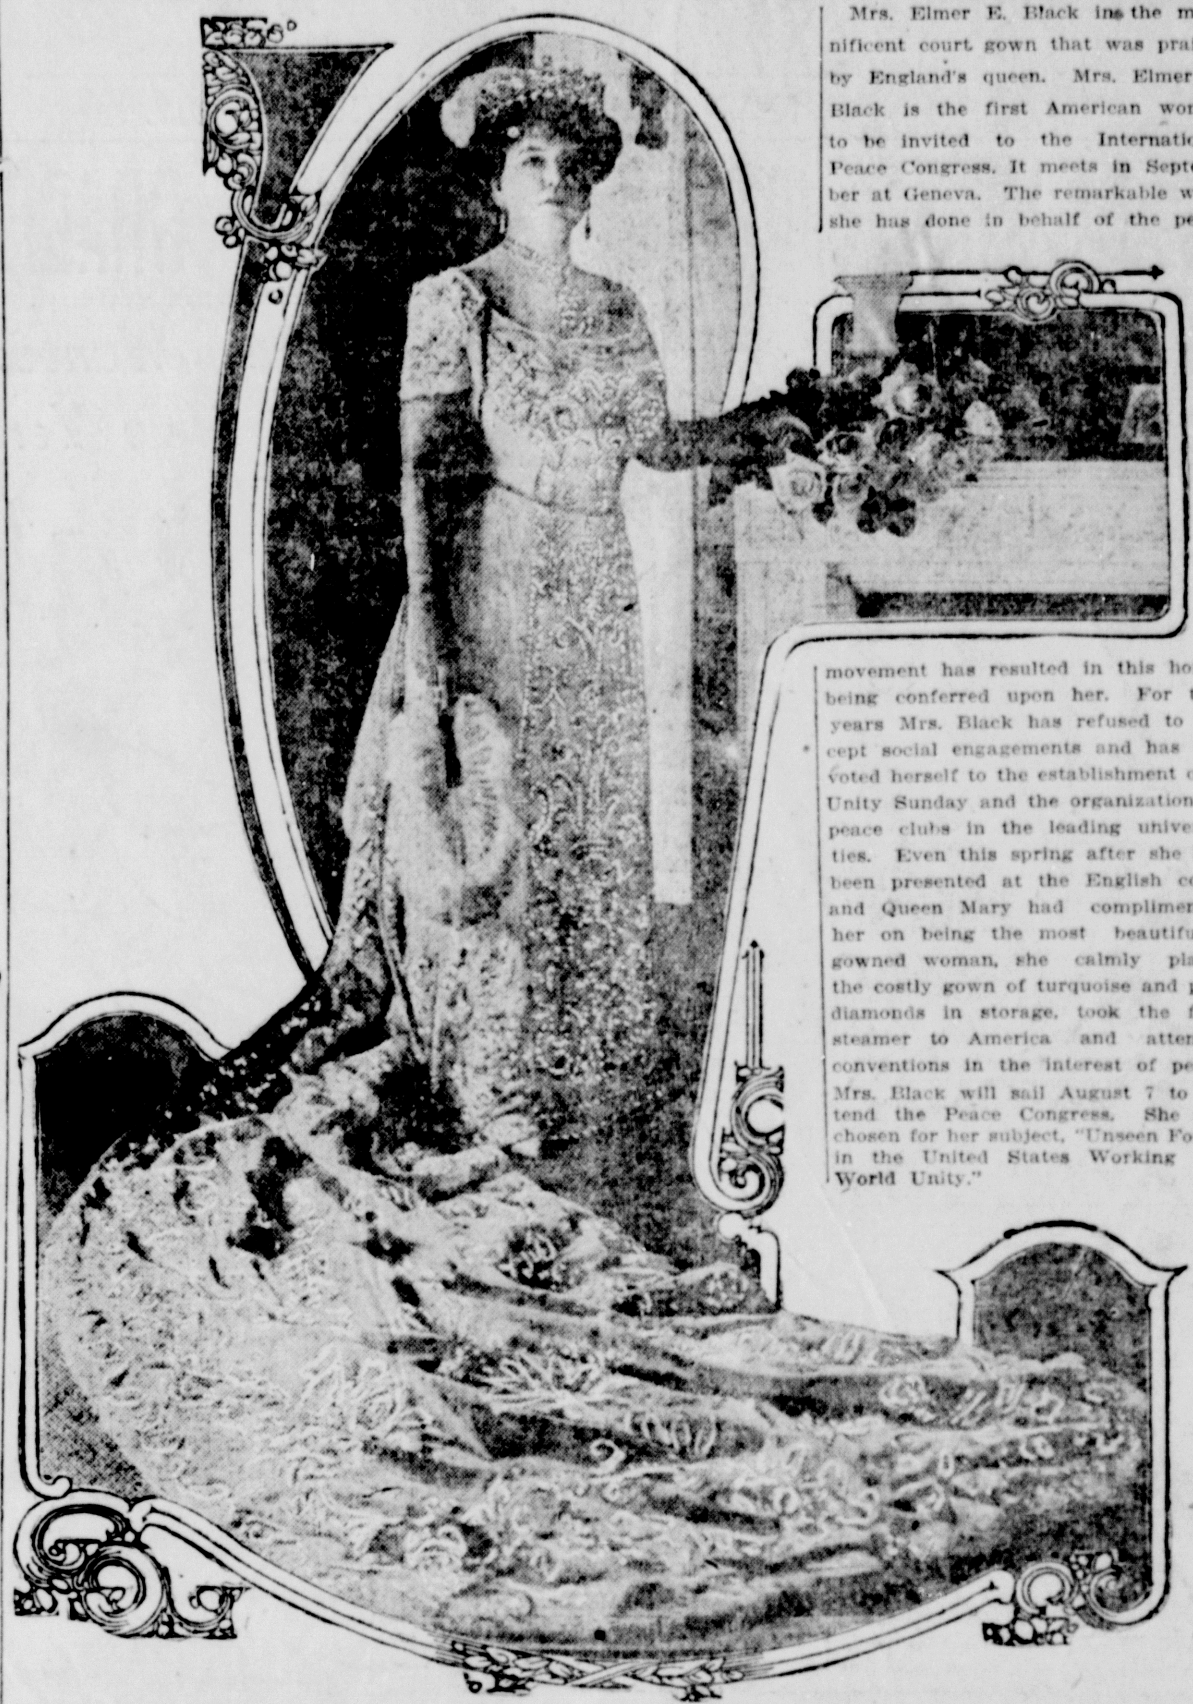 Mrs. Elmer E. Black in the m
nificent court gown that was prai
by England's queen. Mrs. Elmer
Black is the first American wor
to be invited to the Internatio
Peace Congress. It meets in Septe
ber at Geneva. The remarkable w
she has done in behalf of the pe
movement has resulted in this ho
being conferred upon her. For t
years Mrs. Black has refused to
cept social engagements and has
voted herself to the establishment o
Unity Sunday and the organization
peace clubs in the leading unive
ties. Even this spring after she
been presented at the English co
and Queen Mary had complimen
her on being the most beautifu
gowned woman, she calmly pla
the costly gown of turquoise and p
diamonds in storage, took the f
steamer to America and atten
conventions in the interest of pe
Mrs. Black will sail August 7 to
tend the Peace Congress. She
chosen for her subject, "Unseen Fo
in the United States Working
World Unity."